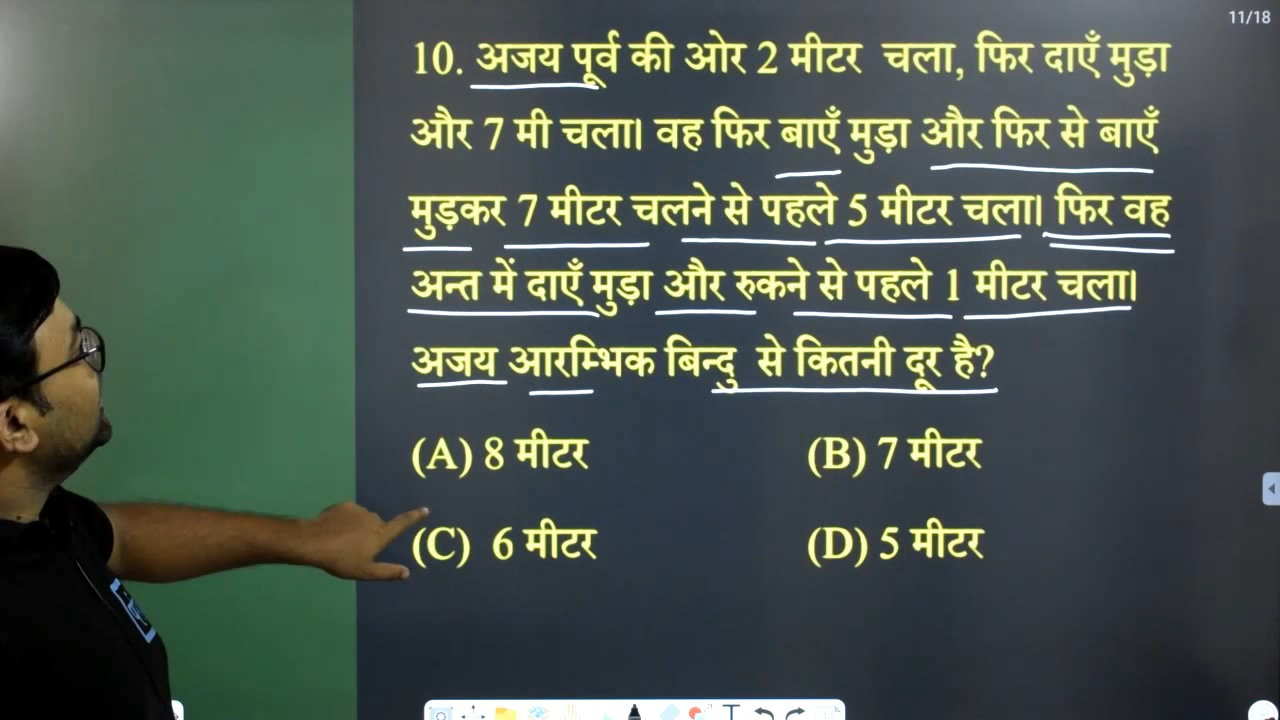 11/18
10. अजय पूर्व की ओर 2 मीटर चला, फिर दाएँ मुड़ा
और 7 मी चला। वह फिर बाएँ मुड़ा और फिर से बाएँ
मुड़कर 7 मीटर चलने से पहले 5 मीटर चला। फिर वह
अन्त में दाएँ मुड़ा और रुकने से पहले 1 मीटर चला।
अजय आरम्भिक बिन्दु से कितनी दूर है?
(A) 8 मीटर (B) 7 मीटर
(C) 6 मीटर (D) 5 मीटर